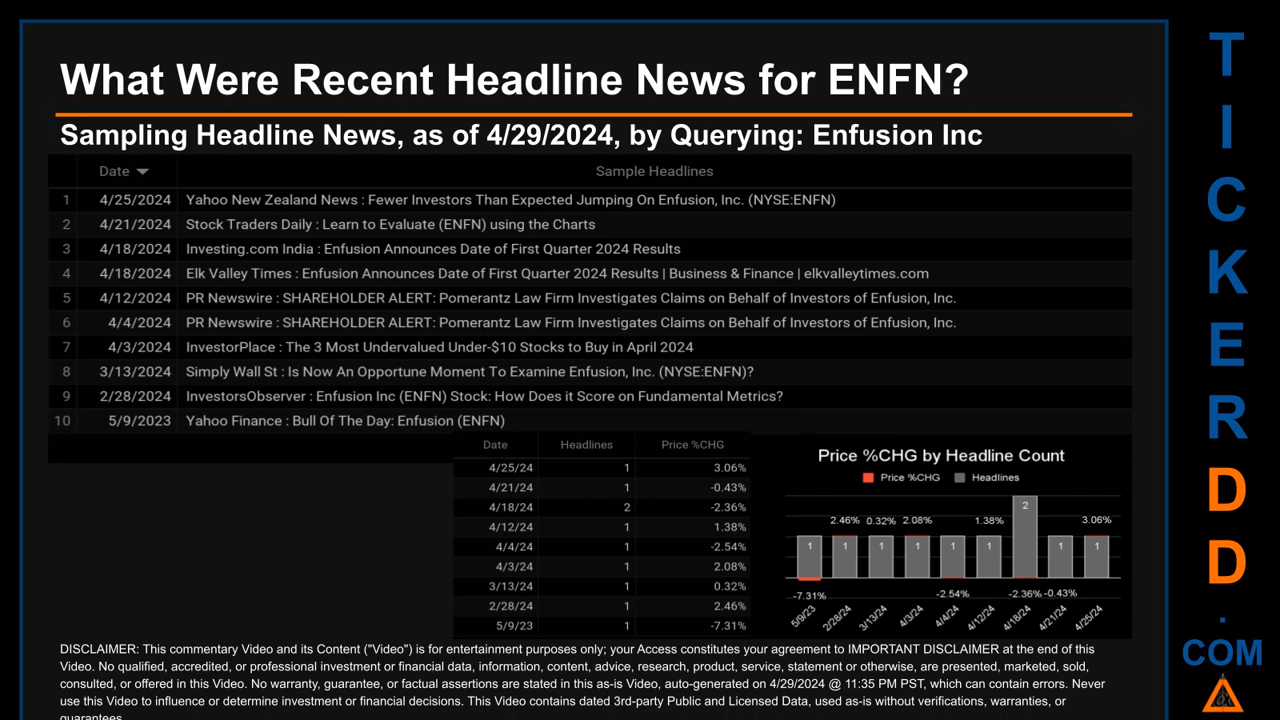 What Were Recent Headline News for ENFN?
Sampling Headline News, as of 4/29/2024, by Querying: Enfusion Inc
Date Sample Headlines
1 4/25/2024 Yahoo New Zealand News : Fewer Investors Than Expected Jumping On Enfusion, Inc. (NYSE:ENFN)
2 4/21/2024 Stock Traders Daily : Learn to Evaluate (ENFN) using the Charts
3 4/18/2024 Investing.com India : Enfusion Announces Date of First Quarter 2024 Results
4 4/18/2024 Elk Valley Times : Enfusion Announces Date of First Quarter 2024 Results | Business & Finance | elkvalleytimes.com
5 4/12/2024 PR Newswire : SHAREHOLDER ALERT: Pomerantz Law Firm Investigates Claims on Behalf of Investors of Enfusion, Inc.
6 4/4/2024 PR Newswire : SHAREHOLDER ALERT: Pomerantz Law Firm Investigates Claims on Behalf of Investors of Enfusion, Inc.
7 4/3/2024 InvestorPlace : The 3 Most Undervalued Under-$10 Stocks to Buy in April 2024
8 3/13/2024 Simply Wall St : Is Now An Opportune Moment To Examine Enfusion, Inc. (NYSE:ENFN)?
9 2/28/2024 InvestorsObserver : Enfusion Inc (ENFN) Stock: How Does it Score on Fundamental Metrics?
10 5/9/2023 Yahoo Finance : Bull Of The Day: Enfusion (ENFN)
Date Headlines Price %CHG
4/25/24 1 3.06%
4/21/24 1 -0.43%
4/18/24 2 -2.36%
4/12/24 1 1.38%
4/4/24 1 -2.54%
4/3/24 1 2.08%
3/13/24 1 0.32%
2/28/24 1 2.46%
5/9/23 1 -7.31%
Price %CHG by Headline Count
Price %CHG Headlines
2
2.46% 0.32% 2.08% 1.38% 3.06%
1 1 1 1 1 1 1 1
-7.31% -2.54% -2.36% -0.43%
5/9/23 2/28/24 3/13/24 4/3/24 4/4/24 4/12/24 4/18/24 4/21/24 4/25/24
DISCLAIMER: This commentary Video and its Content ("Video") is for entertainment purposes only; your Access constitutes your agreement to IMPORTANT DISCLAIMER at the end of this
Video. No qualified, accredited, or professional investment or financial data, information, content, advice, research, product, service, statement or otherwise, are presented, marketed, sold,
consulted, or offered in this Video. No warranty, guarantee, or factual assertions are stated in this as-is Video, auto-generated on 4/29/2024 @ 11:35 PM PST, which can contain errors. Never
use this Video to influence or determine investment or financial decisions. This Video contains dated 3rd-party Public and Licensed Data, used as-is without verifications, warranties, or
guarantees.
T
I
C
K
E
R
D
D
.
COM